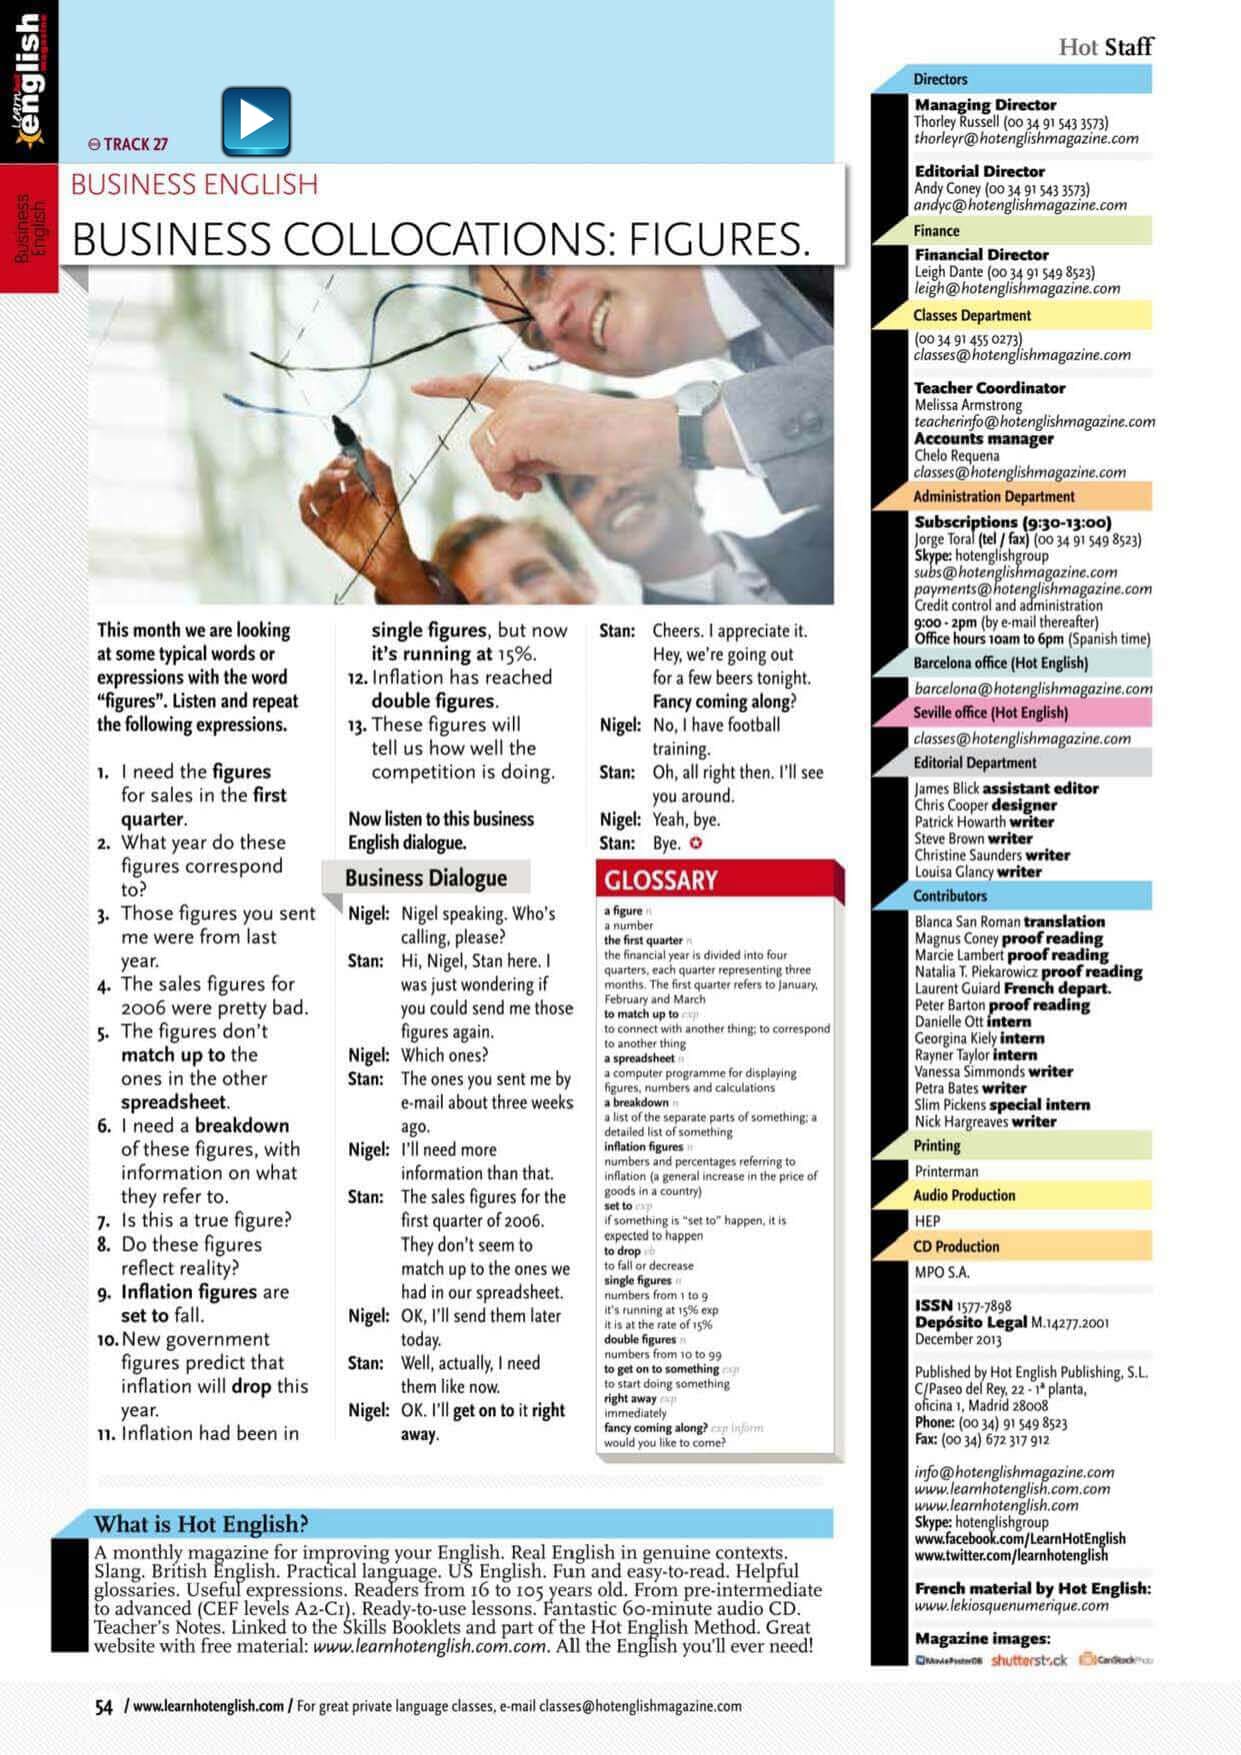 Learn hot
english
magazine
Business
English
TRACK 27
BUSINESS ENGLISH
BUSINESS COLLOCATIONS: FIGURES.
This month we are looking
at some typical words or
expressions with the word
“figures”. Listen and repeat
the following expressions.
1. I need the figures
for sales in the first
quarter.
2. What year do these
figures correspond
to?
3. Those figures you sent
me were from last
year.
4. The sales figures for
2006 were pretty bad.
5. The figures don't
match up to the
ones in the other
spreadsheet.
6. I need a breakdown
of these figures, with
information on what
they refer to.
7. Is this a true figure?
8. Do these figures
reflect reality?
9. Inflation figures are
set to fall.
10. New government
figures predict that
inflation will drop this
year.
11. Inflation had been in
single figures, but now
it's running at 15%.
12. Inflation has reached
double figures.
13. These figures will
tell us how well the
competition is doing.
Now listen to this business
English dialogue.
Business Dialogue
Nigel: Nigel speaking. Who's
calling, please?
Stan: Hi, Nigel, Stan here. I
was just wondering if
you could send me those
figures again.
Nigel: Which ones?
Stan: The ones you sent me by
e-mail about three weeks
ago.
Nigel: I'll need more
information than that.
Stan: The sales figures for the
first quarter of 2006.
They don't seem to
match up to the ones we
had in our spreadsheet.
Nigel: OK, I'll send them later
today.
Stan: Well, actually, I need
them like now.
Nigel: OK. I'll get on to it right
away.
Stan: Cheers. I appreciate it.
Hey, we're going out
for a few beers tonight.
Fancy coming along?
Nigel: No, I have football
training.
Stan: Oh, all right then. I'll see
you around.
Nigel: Yeah, bye.
Stan: Bye.
GLOSSARY
a figure n
a number
the first quarter n
the financial year is divided into four
quarters, each quarter representing three
months. The first quarter refers to January,
February and March
to match up to exp
to connect with another thing; to correspond
to another thing
a spreadsheet n
a computer programme for displaying
figures, numbers and calculations
a breakdown n
a list of the separate parts of something; a
detailed list of something
inflation figures n
numbers and percentages referring to
inflation (a general increase in the price of
goods in a country)
set to exp
if something is “set to” happen, it is
expected to happen
to drop vb
to fall or decrease
single figures n
numbers from 1 to 9
it's running at 15% exp
it is at the rate of 15%
double figures n
numbers from 10 to 99
to get on to something exp
to start doing something
right away exp
immediately
fancy coming along? exp inform
would you like to come?
What is Hot English?
A monthly magazine for improving your English. Real English in genuine contexts.
Slang. British English. Practical language. US English. Fun and easy-to-read. Helpful
glossaries. Useful expressions. Readers from 16 to 105 years old. From pre-intermediate
to advanced (CEF levels A2-C1). Ready-to-use lessons. Fantastic 60-minute audio CD.
Teacher's Notes. Linked to the Skills Booklets and part of the Hot English Method. Great
website with free material: www.learnhotenglish.com.com. All the English you'll ever need!
54 / www.learnhotenglish.com / For great private language classes, e-mail classes@hotenglishmagazine.com
Hot Staff
Directors
Managing Director
Thorley Russell (00 34 91 543 3573)
thorleyr@hotenglishmagazine.com
Editorial Director
Andy Coney (00 34 91 543 3573)
andyc@hotenglishmagazine.com
Finance
Financial Director
Leigh Dante (00 34 91 549 8523)
leigh@hotenglishmagazine.com
Classes Department
(00 34 91 455 0273)
classes@hotenglishmagazine.com
Teacher Coordinator
Melissa Armstrong
teacherinfo@hotenglishmagazine.com
Accounts manager
Chelo Requena
classes@hotenglishmagazine.com
Administration Department
Subscriptions (9:30-13:00)
Jorge Toral (tel / fax) (00 34 91 549 8523)
Skype: hotenglishgroup
subs@hotenglishmagazine.com
payments@hotenglishmagazine.com
Credit control and administration
9:00 - 2pm (by e-mail thereafter)
Office hours 10am to 6pm (Spanish time)
Barcelona office (Hot English)
barcelona@hotenglishmagazine.com
Seville office (Hot English)
classes@hotenglishmagazine.com
Editorial Department
James Blick assistant editor
Chris Cooper designer
Patrick Howarth writer
Steve Brown writer
Christine Saunders writer
Louisa Glancy writer
Contributors
Blanca San Roman translation
Magnus Coney proof reading
Marcie Lambert proof reading
Natalia T. Piekarowicz proof reading
Laurent Guiard French depart.
Peter Barton proof reading
Danielle Ott intern
Georgina Kiely intern
Rayner Taylor intern
Vanessa Simmonds writer
Petra Bates writer
Slim Pickens special intern
Nick Hargreaves writer
Printing
Printerman
Audio Production
HEP
CD Production
MPO S.A.
ISSN 1577-7898
Depósito Legal M.14277.2001
December 2013
Published by Hot English Publishing, S.L.
C/Paseo del Rey, 22 - 1ª planta,
oficina 1, Madrid 28008
Phone: (00 34) 91 549 8523
Fax: (00 34) 672 317 912
info@hotenglishmagazine.com
www.learnhotenglish.com.com
www.learnhotenglish.com
Skype: hotenglishgroup
www.facebook.com/LearnHotEnglish
www.twitter.com/learnhotenglish
French material by Hot English:
www.lekiosquenumerique.com
Magazine images:
MoviePosterDB shutterstock CanStockPhoto